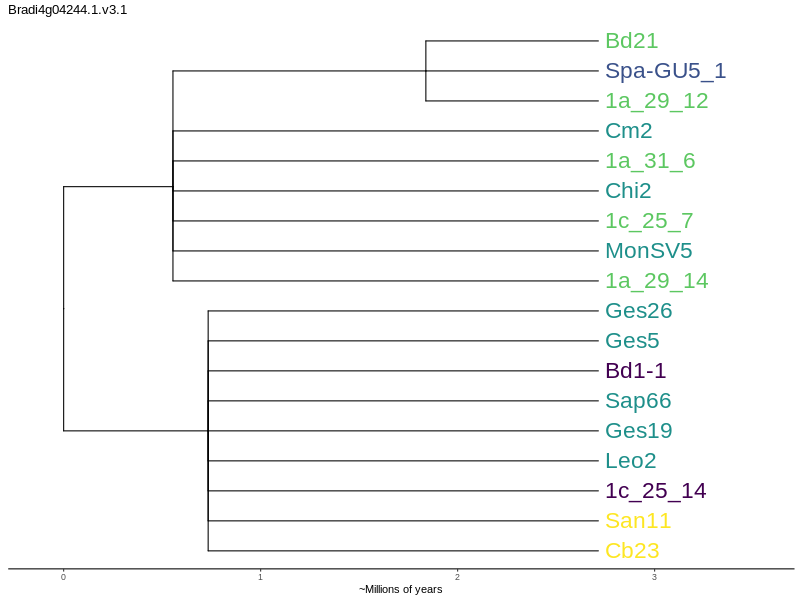 Bradi4g04244.1.v3.1
Bd21
Spa-GU5_1
1a_29_12
Cm2
1a_31_6
Chi2
1c_25_7
MonSV5
1a_29_14
Ges26
Ges5
Bd1-1
Sap66
Ges19
Leo2
1c_25_14
San11
Cb23
0 1 2 3
~Millions of years